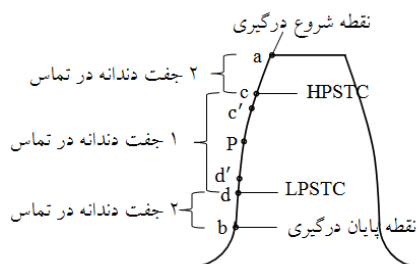 نقطه شروع درگیری
a
۲ جفت دندانه در تماس
c HPSTC
c'
۱ جفت دندانه در تماس
P
d'
d LPSTC
۲ جفت دندانه در تماس
b نقطه پایان درگیری